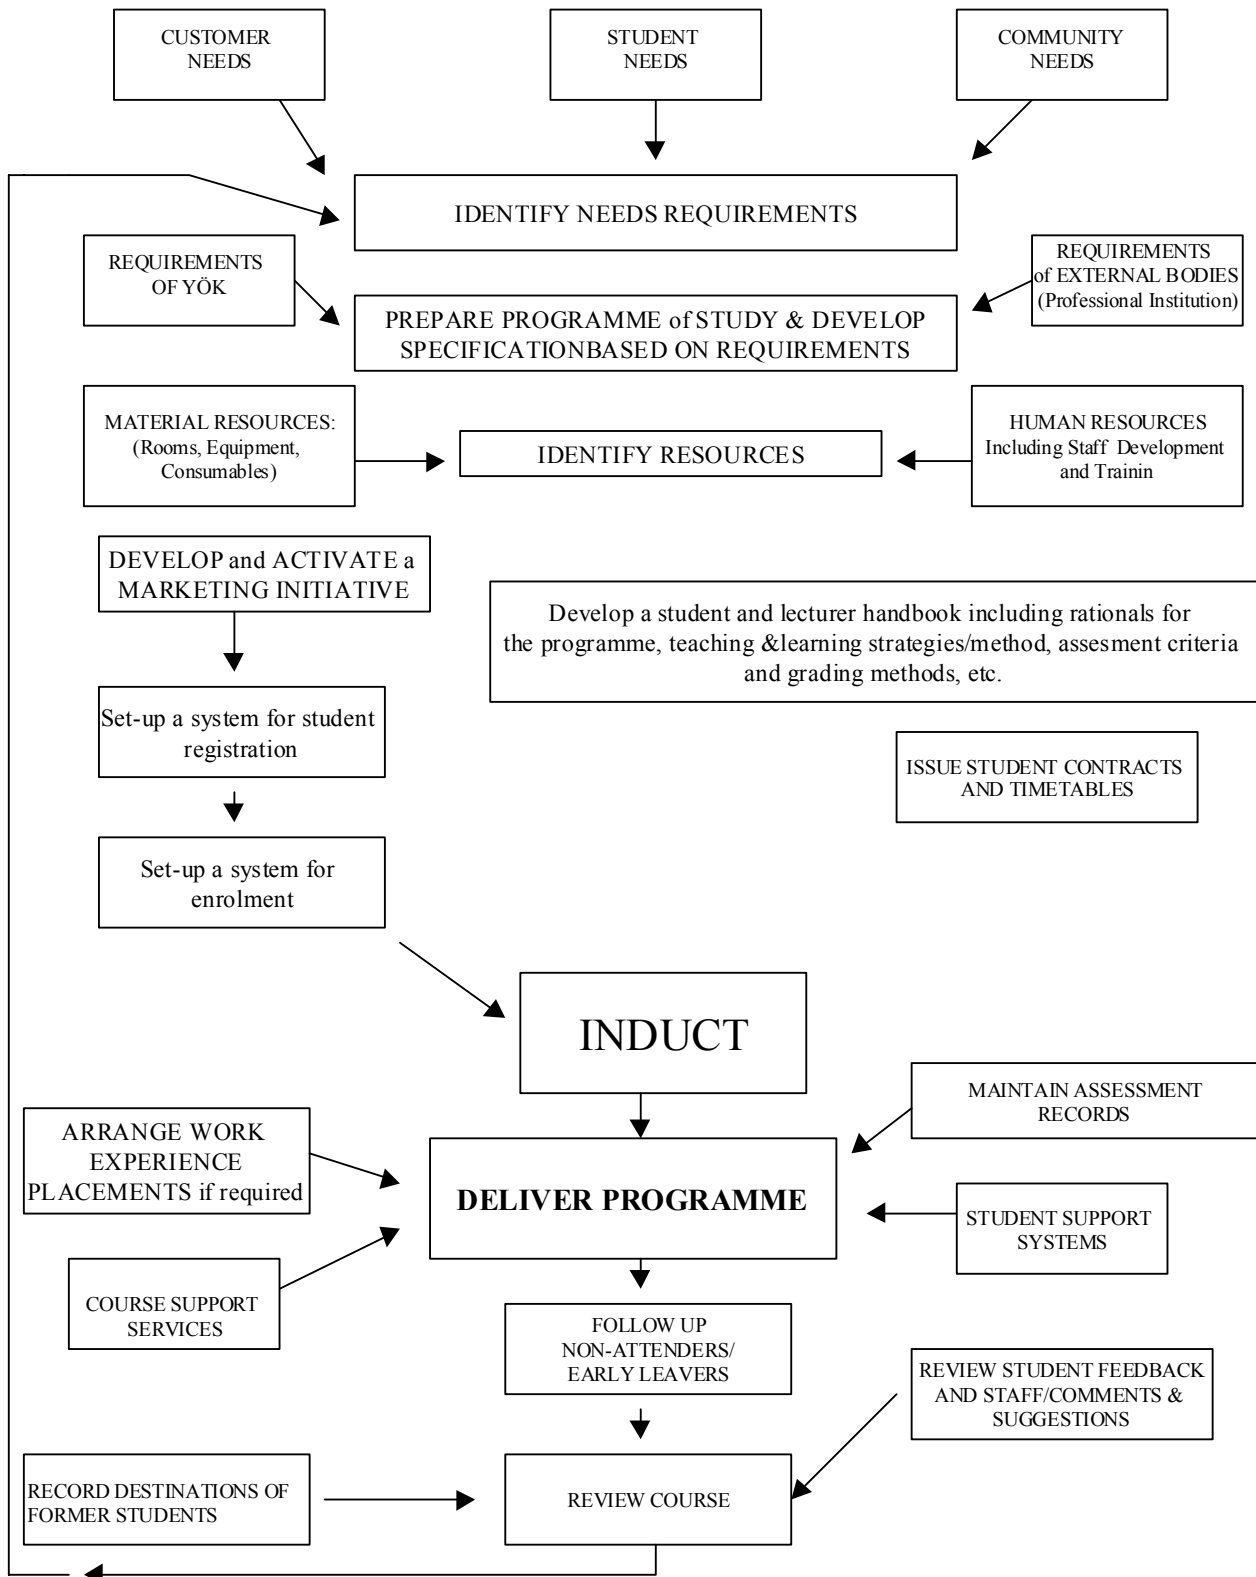 CUSTOMER
NEEDS
STUDENT
NEEDS
COMMUNITY
NEEDS
IDENTIFY NEEDS REQUIREMENTS
REQUIREMENTS
OF YÖK
REQUIREMENTS
of EXTERNAL BODIES
(Professional Institution)
PREPARE PROGRAMME of STUDY & DEVELOP
SPECIFICATIONBASED ON REQUIREMENTS
MATERIAL RESOURCES:
(Rooms, Equipment,
Consumables)
IDENTIFY RESOURCES
HUMAN RESOURCES
Including Staff Development
and Trainin
DEVELOP and ACTIVATE a
MARKETING INITIATIVE
Develop a student and lecturer handbook including rationals for
the programme, teaching &learning strategies/method, assesment criteria
and grading methods, etc.
Set-up a system for student
registration
ISSUE STUDENT CONTRACTS
AND TIMETABLES
Set-up a system for
enrolment
INDUCT
MAINTAIN ASSESSMENT
RECORDS
ARRANGE WORK
EXPERIENCE
PLACEMENTS if required
DELIVER PROGRAMME
STUDENT SUPPORT
SYSTEMS
COURSE SUPPORT
SERVICES
FOLLOW UP
NON-ATTENDERS/
EARLY LEAVERS
REVIEW STUDENT FEEDBACK
AND STAFF/COMMENTS &
SUGGESTIONS
RECORD DESTINATIONS OF
FORMER STUDENTS
REVIEW COURSE